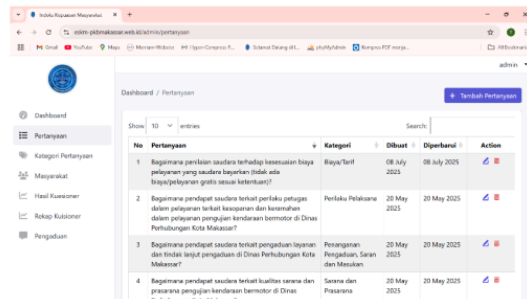 Indeks Kepuasan Masyarakat
eskm-pkbmakassar.web.id/admin/pertanyaan
Gmail YouTube Maps
admin
Dashboard / Pertanyaan
+ Tambah Pertanyaan
Dashboard
Pertanyaan
Kategori Pertanyaan
Masyarakat
Hasil Kuesioner
Rekap Kuisioner
Pengaduan
Show 10 entries
Search:
No Pertanyaan Kategori Dibuat Diperbarui Action
1 Bagaimana penilaian saudara terhadap kesesuaian biaya Biaya/Tarif 08 July 08 July 2025
pelayanan yang saudara bayarkan (tidak ada 2025
biaya/pelayanan gratis sesuai ketentuan)?
2 Bagaimana pendapat saudara terkait perilaku petugas Perilaku Pelaksana 20 May 20 May 2025
dalam pelayanan terkait kesopanan dan keramahan 2025
dalam pelayanan pengujian kendaraan bermotor di Dinas
Perhubungan Kota Makassar?
3 Bagaimana pendapat saudara terkait pengaduan layanan Penanganan 20 May 20 May 2025
dan tindak lanjut pengaduan di Dinas Perhubungan Kota Pengaduan, Saran 2025
Makassar? dan Masukan
4 Bagaimana pendapat saudara terkait kualitas sarana dan Sarana dan 20 May 20 May 2025
prasarana pengujian kendaraan bermotor di Dinas Prasarana 2025